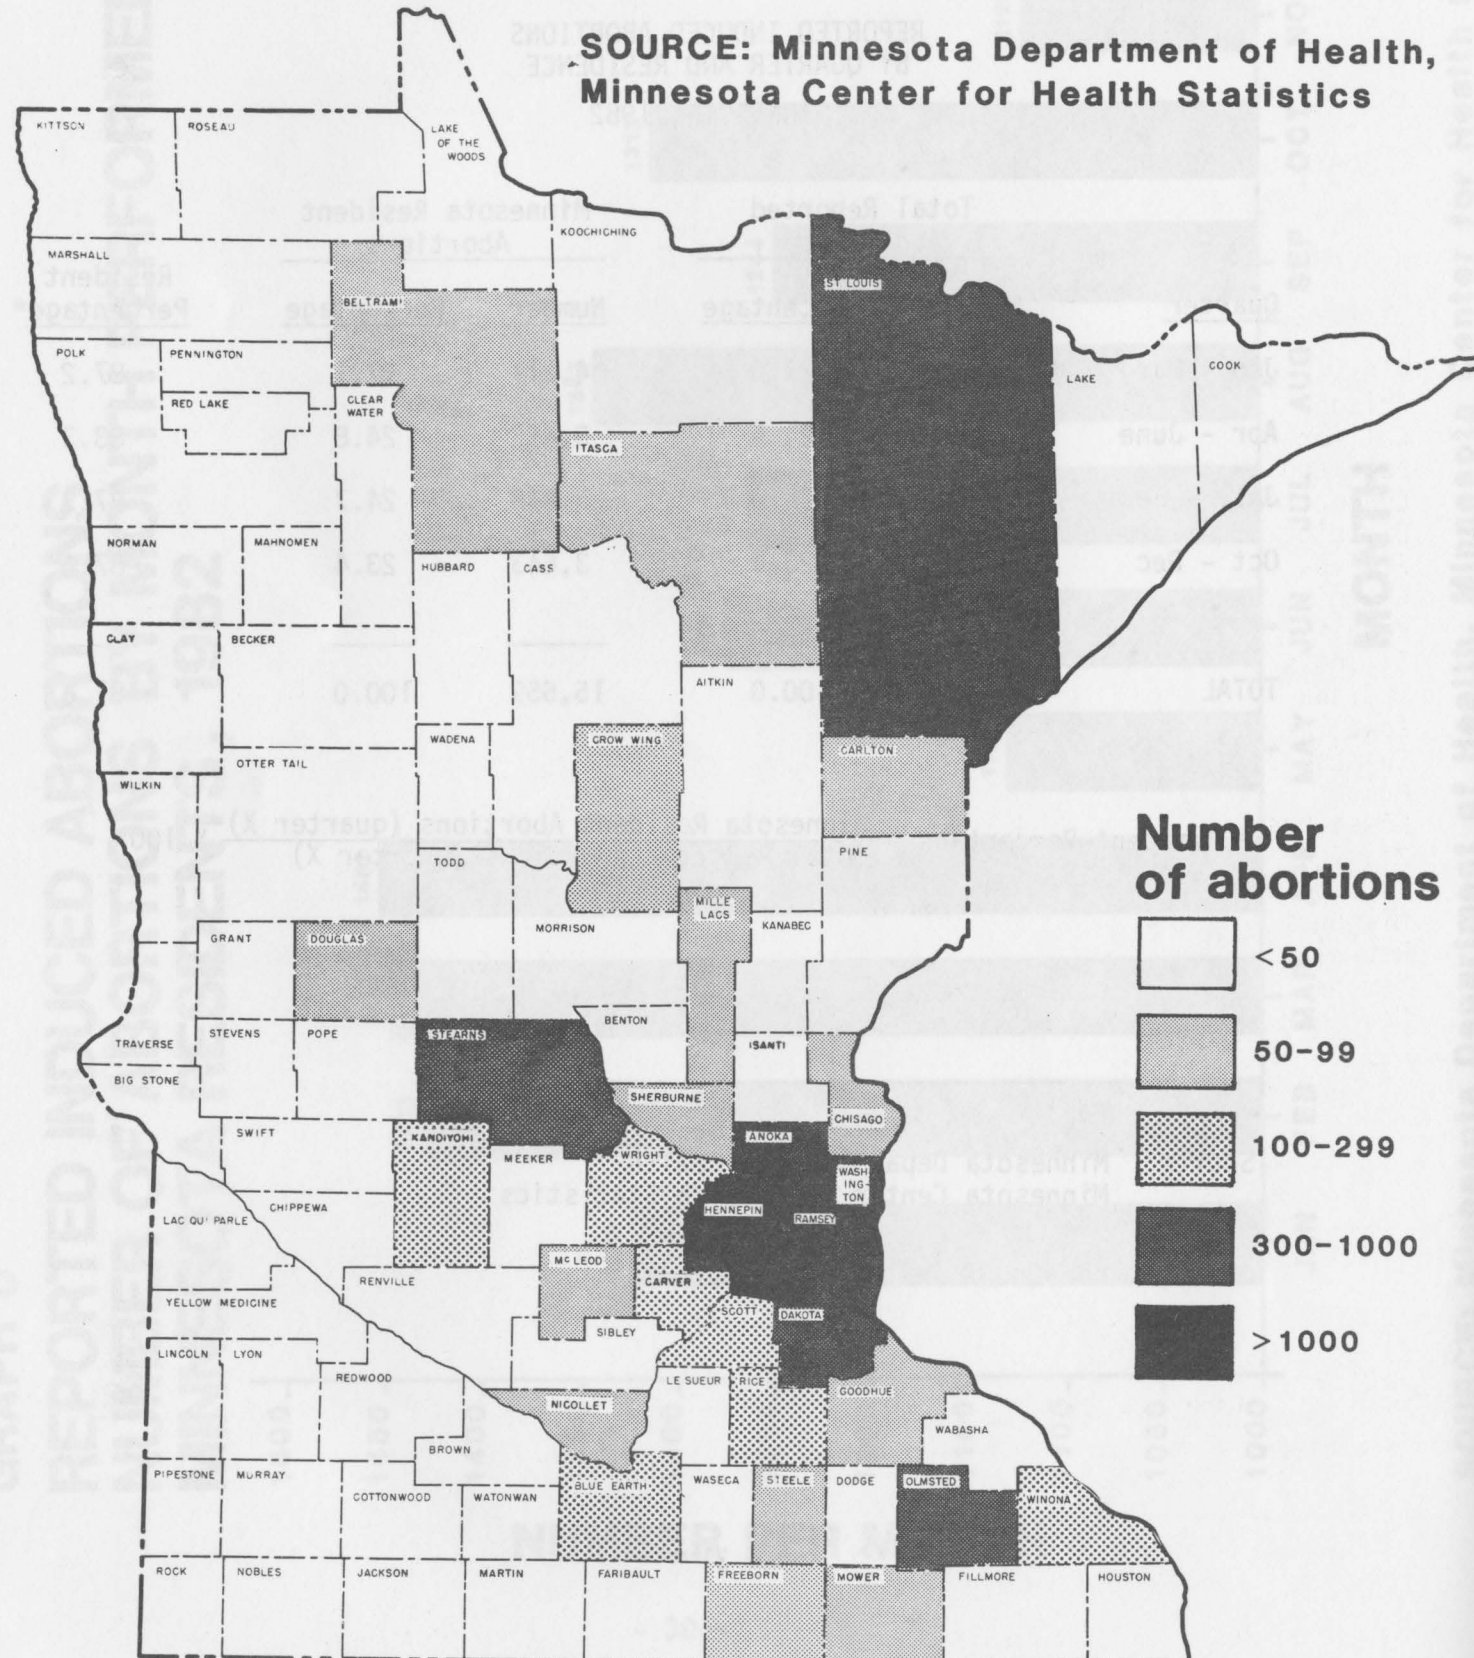 SOURCE: Minnesota Department of Health,
Minnesota Center for Health Statistics
KITTSON
ROSEAU
LAKE
OF THE
WOODS
KOOCHICHING
MARSHALL
ST LOUIS
BELTRAMI
POLK
PENNINGTON
LAKE
COOK
RED LAKE
CLEAR
WATER
ITASCA
NORMAN
MAHNOMEN
HUBBARD
CASS
CLAY
BECKER
AITKIN
WADENA
CROW WING
CARLTON
OTTER TAIL
WILKIN
TODD
PINE
Number
of abortions
MILLE
LACS
GRANT
DOUGLAS
MORRISON
KANABEC
<50
STEVENS
POPE
STEARNS
BENTON
TRAVERSE
ISANTI
50-99
BIG STONE
SHERBURNE
CHISAGO
SWIFT
KANDIYOHI
MEEKER
WRIGHT
ANOKA
100-299
WASH-
ING-
TON
LAC QUI PARLE
CHIPPEWA
HENNEPIN
RAMSEY
300-1000
McLEOD
RENVILLE
CARVER
YELLOW MEDICINE
SCOTT
DAKOTA
SIBLEY
>1000
LINCOLN
LYON
REDWOOD
LE SUEUR
RICE
GOODHUE
NICOLLET
WABASHA
BROWN
PIPESTONE
MURRAY
COTTONWOOD
WATONWAN
BLUE EARTH
WASECA
STEELE
DODGE
OLMSTED
WINONA
ROCK
NOBLES
JACKSON
MARTIN
FARIBAULT
FREEBORN
MOWER
FILLMORE
HOUSTON